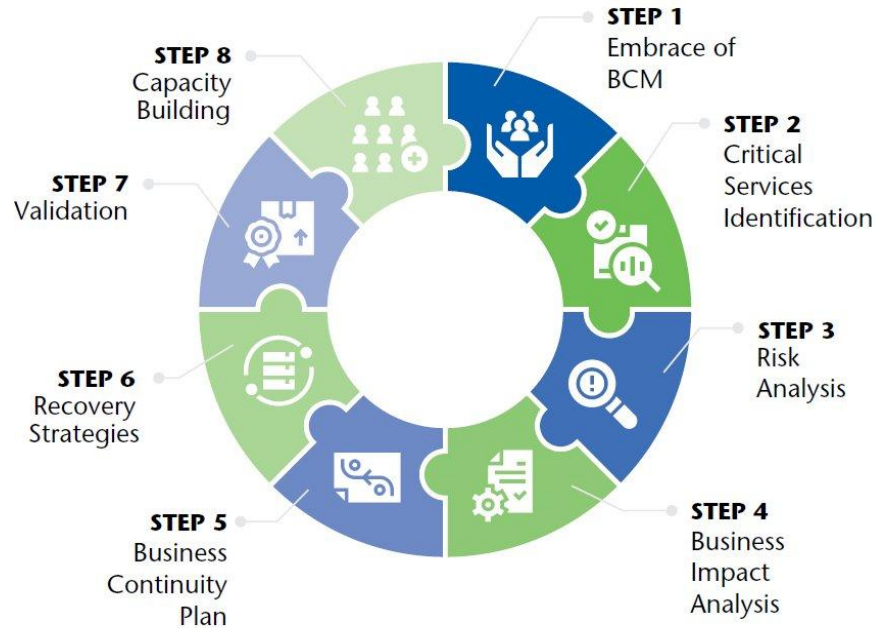 STEP 1
Embrace of
BCM
STEP 2
Critical
Services
Identification
STEP 3
Risk
Analysis
STEP 4
Business
Impact
Analysis
STEP 5
Business
Continuity
Plan
STEP 6
Recovery
Strategies
STEP 7
Validation
STEP 8
Capacity
Building